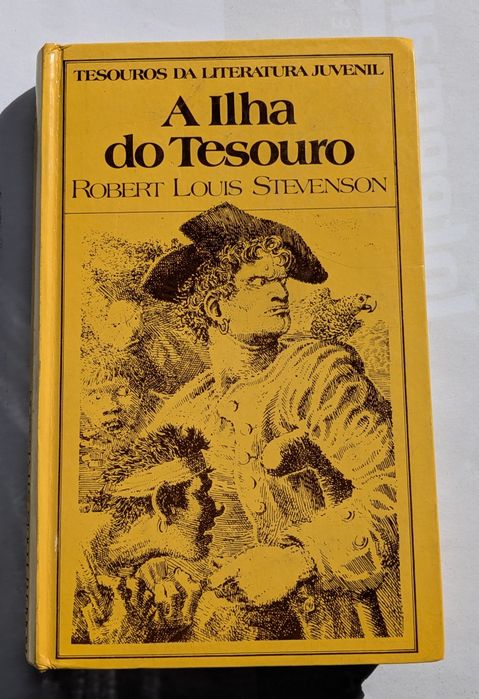 TESOUROS DA LITERATURA JUVENIL
A Ilha
do Tesouro
ROBERT LOUIS STEVENSON